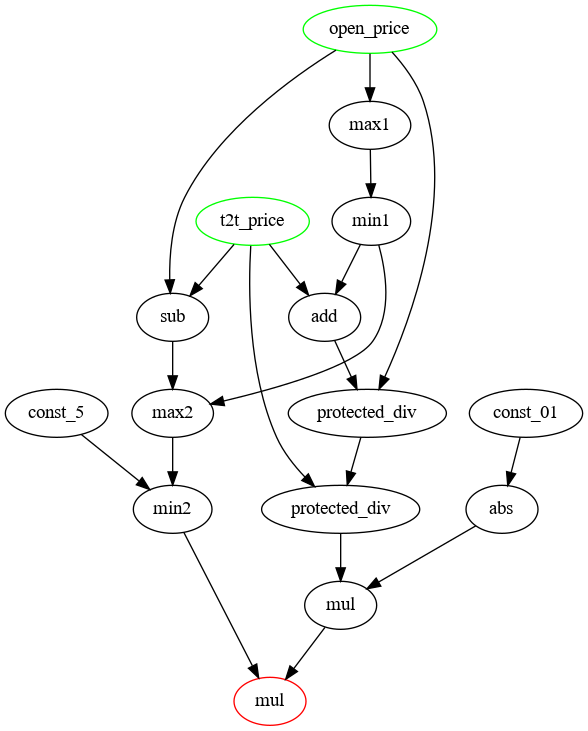 open_price
max1
t2t_price
min1
sub
add
const_5
max2
protected_div
const_01
min2
protected_div
abs
mul
mul